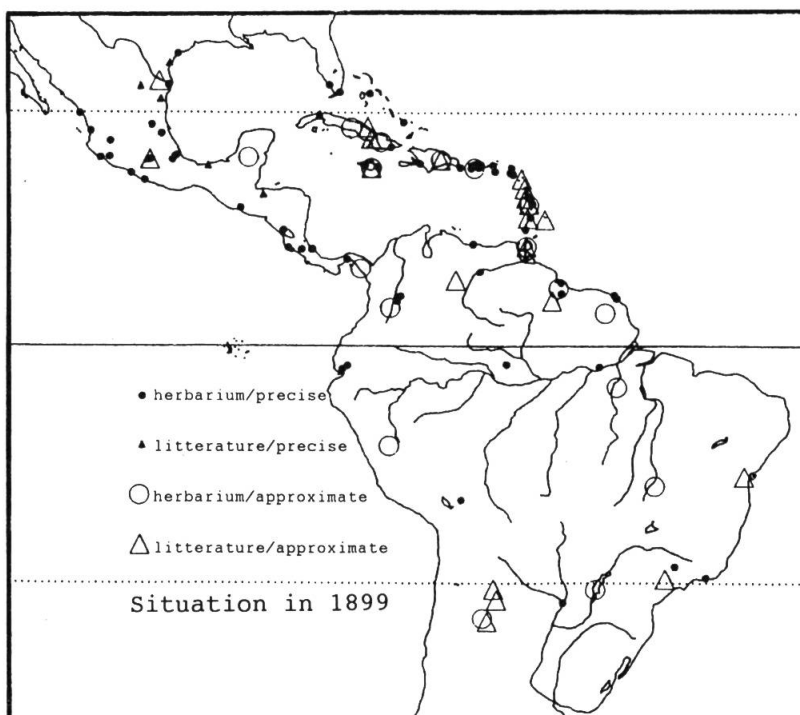 herbarium/precise
litterature/precise
herbarium/approximate
litterature/approximate
Situation in 1899